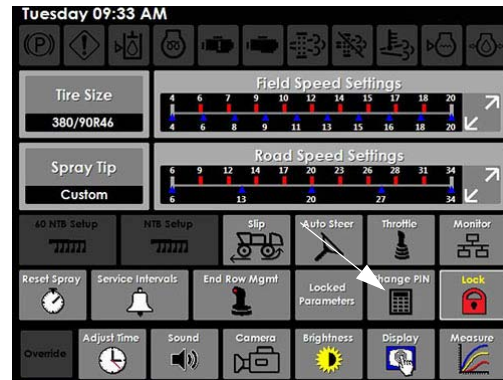 Tuesday 09:33 AM
Tire Size
380/90R46
Field Speed Settings
4 6 7 9 10 12 14 15 17 18 20
4 6 8 9 11 13 15 16 18 20
Spray Tip
Custom
Road Speed Settings
6 9 12 14 17 20 23 26 28 31 34
6 13 20 27 34
60 NTB Setup
NTB Setup
Slip
Auto Steer
Throttle
Monitor
Reset Spray
Service Intervals
End Row Mgmt
Locked
Parameters
hange PIN
Lock
Override
Adjust Time
Sound
Camera
Brightness
Display
Measure